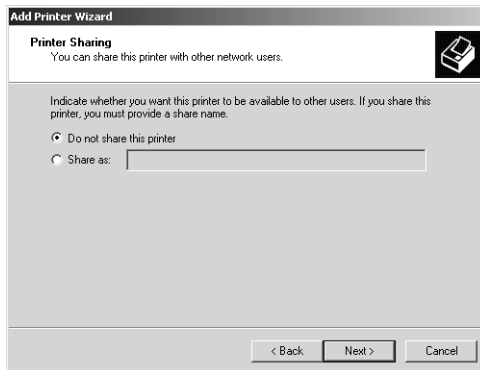 Add Printer Wizard
Printer Sharing
You can share this printer with other network users.
Indicate whether you want this printer to be available to other users. If you share this
printer, you must provide a share name.
Do not share this printer
Share as:
< Back
Next >
Cancel